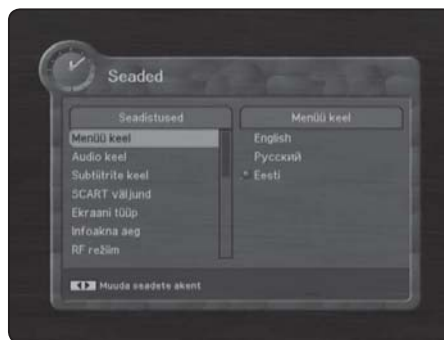 Seaded
Seadistused
Menüü keel
Audio keel
Subtiitrite keel
SCART väljund
Ekraani tüüp
Infoakna aeg
RF režiim
Menüü keel
English
Русский
Eesti
Muuda seadete akent